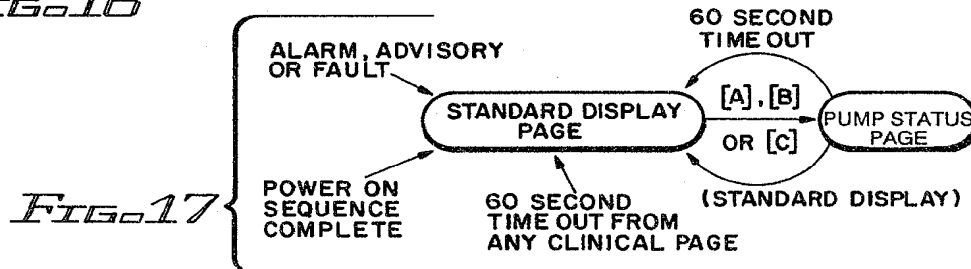 60 SECOND
TIME OUT
ALARM, ADVISORY
OR FAULT
STANDARD DISPLAY
PAGE
[A], [B]
OR [C]
PUMP STATUS
PAGE
(STANDARD DISPLAY)
FIG. 17
POWER ON
SEQUENCE
COMPLETE
60 SECOND
TIME OUT FROM
ANY CLINICAL PAGE